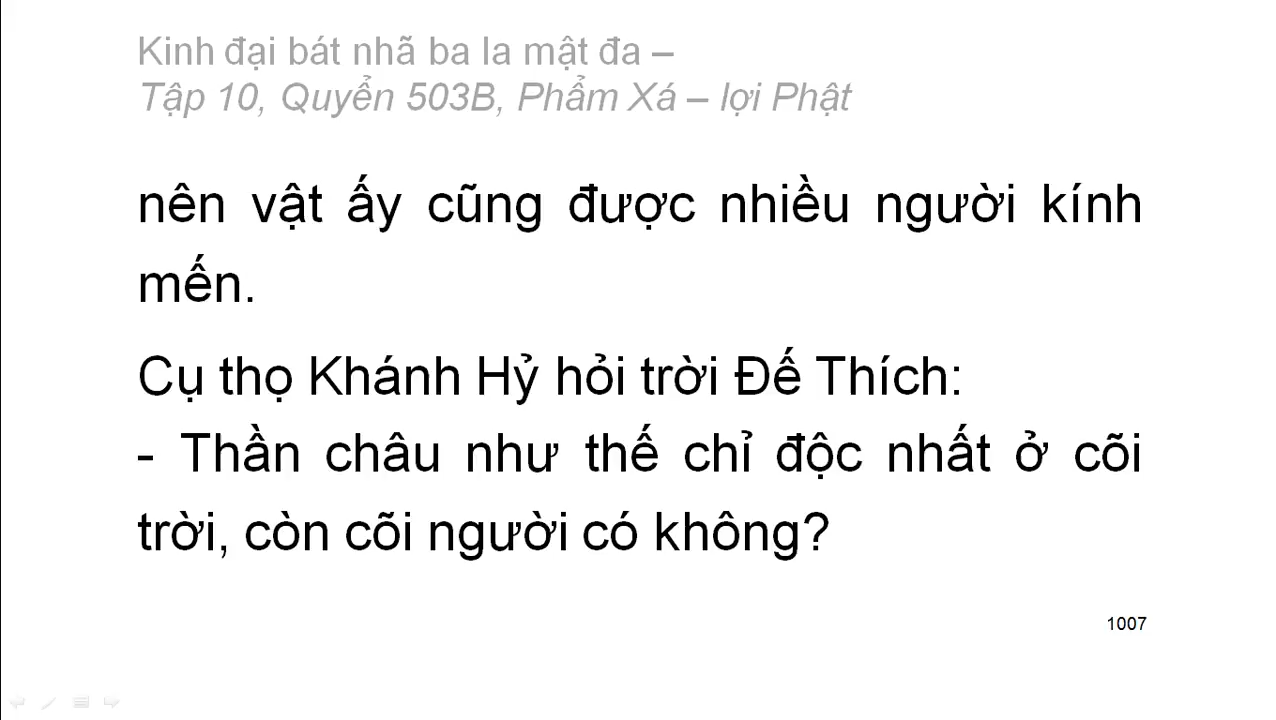 Kinh đại bát nhã ba la mật đa –
Tập 10, Quyển 503B, Phẩm Xá – lợi Phật
nên vật ấy cũng được nhiều người kính
mến.
Cụ thọ Khánh Hỷ hỏi trời Đế Thích:
- Thần châu như thế chỉ độc nhất ở cõi
trời, còn cõi người có không?
1007